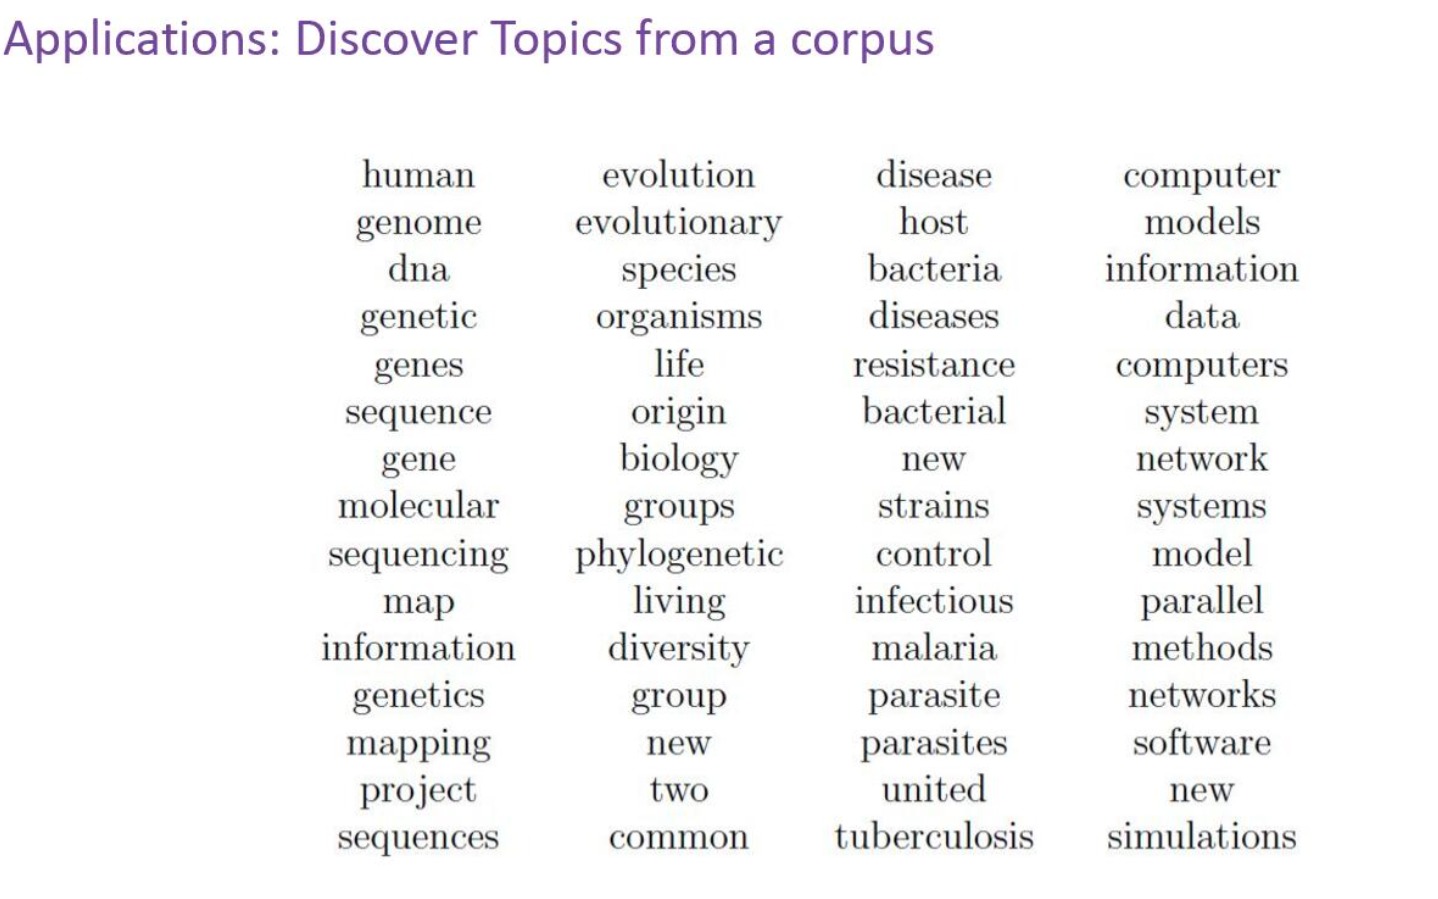 Applications: Discover Topics from a corpus
human evolution disease computer
genome evolutionary host models
dna species bacteria information
genetic organisms diseases data
genes life resistance computers
sequence origin bacterial system
gene biology new network
molecular groups strains systems
sequencing phylogenetic control model
map living infectious parallel
information diversity malaria methods
genetics group parasite networks
mapping new parasites software
project two united new
sequences common tuberculosis simulations